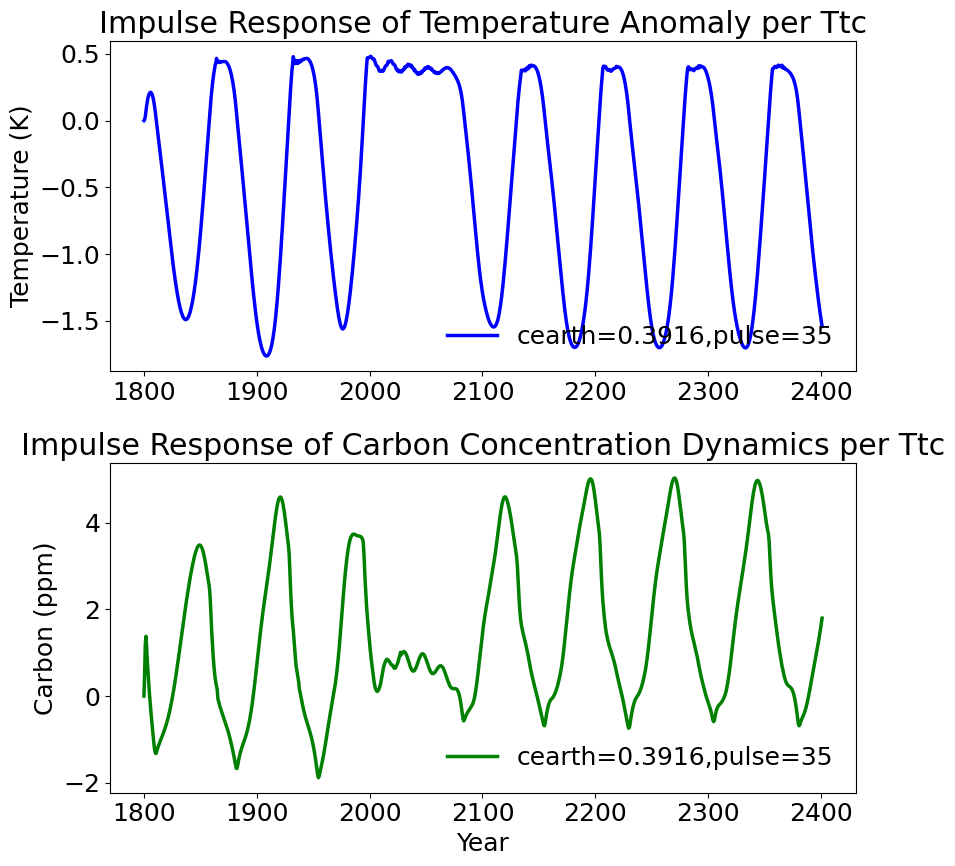 Impulse Response of Temperature Anomaly per Ttc
0.5
0.0
−0.5
−1.0
−1.5
Temperature (K)
cearth=0.3916,pulse=35
1800 1900 2000 2100 2200 2300 2400
Impulse Response of Carbon Concentration Dynamics per Ttc
4
2
0
−2
Carbon (ppm)
cearth=0.3916,pulse=35
1800 1900 2000 2100 2200 2300 2400
Year